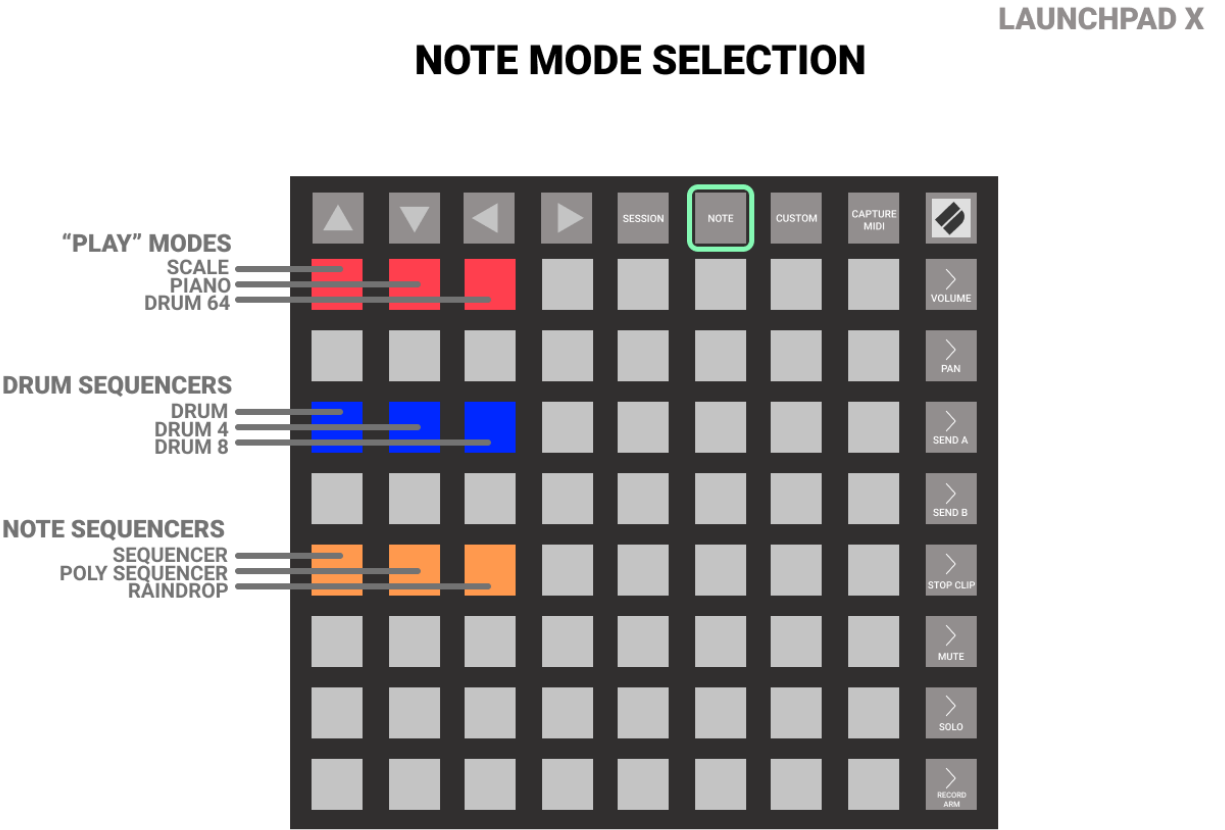 LAUNCHPAD X
NOTE MODE SELECTION
SESSION
NOTE
CUSTOM
CAPTURE
MIDI
“PLAY” MODES
SCALE
PIANO
DRUM 64
VOLUME
PAN
DRUM SEQUENCERS
DRUM
DRUM 4
DRUM 8
SEND A
SEND B
NOTE SEQUENCERS
SEQUENCER
POLY SEQUENCER
RAINDROP
STOP CLIP
MUTE
SOLO
RECORD
ARM